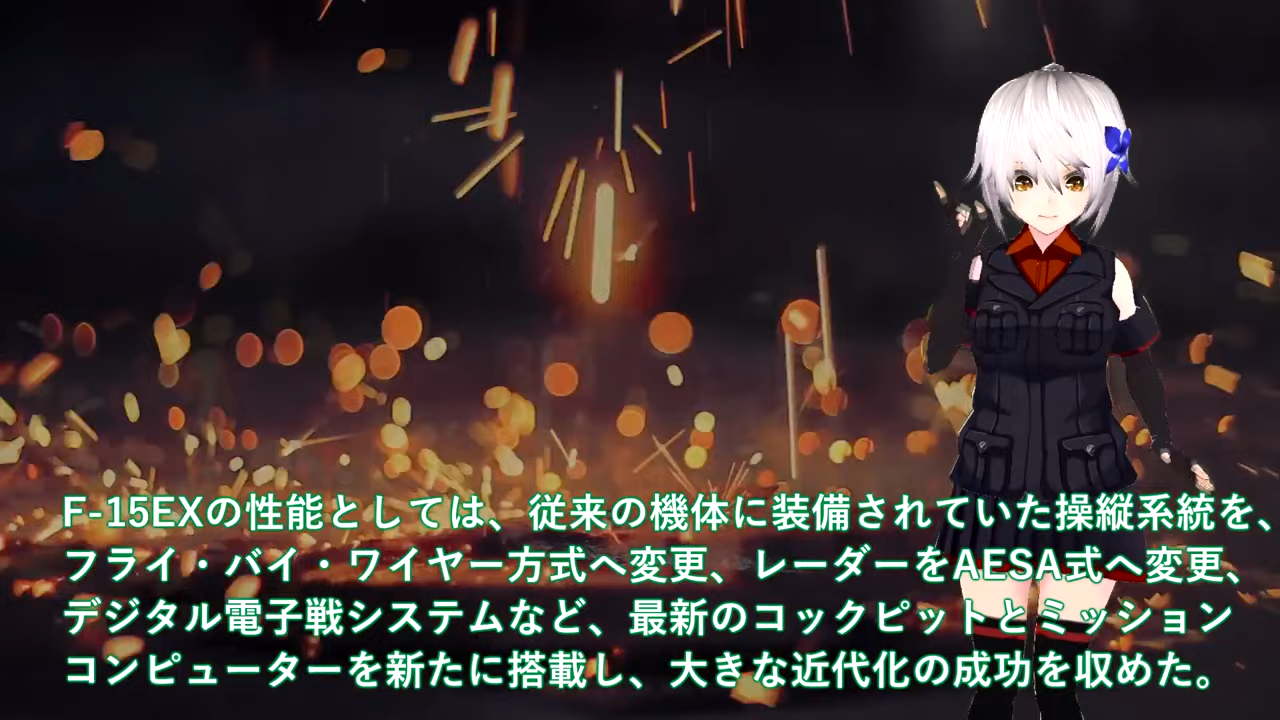 F-15EXの性能としては、従来の機体に装備されていた操縦系統を、
フライ・バイ・ワイヤー方式へ変更、レーダーをAESA式へ変更、
デジタル電子戦システムなど、最新のコックピットとミッション
コンピューターを新たに搭載し、大きな近代化の成功を収めた。